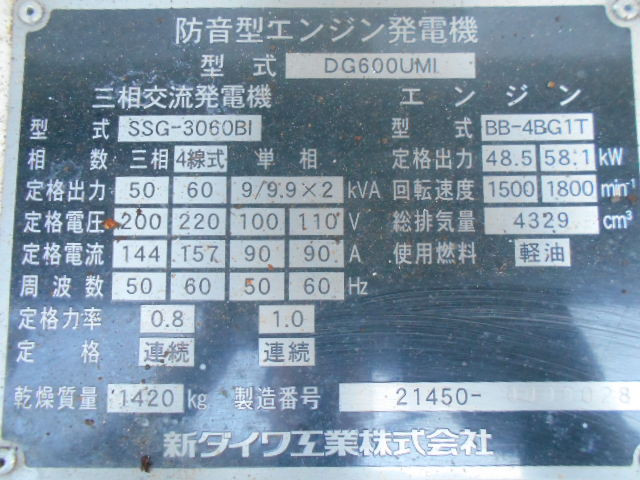 防音型エンジン発電機
型式 DG600UMI
三相交流発電機 エンジン
型式 SSG-3060BI 型式 BB-4BG1T
相数 三相 4線式 単相 定格出力 48.5 58.1 kW
定格出力 50 60 9/9.9×2 kVA 回転速度 1500 1800 min⁻¹
定格電圧 200 220 100 110 V 総排気量 4329 cm³
定格電流 144 157 90 90 A 使用燃料 軽油
周波数 50 60 50 60 Hz
定格力率 0.8 1.0
定格 連続 連続
乾燥質量 1420 kg 製造番号 21450-
新ダイワ工業株式会社